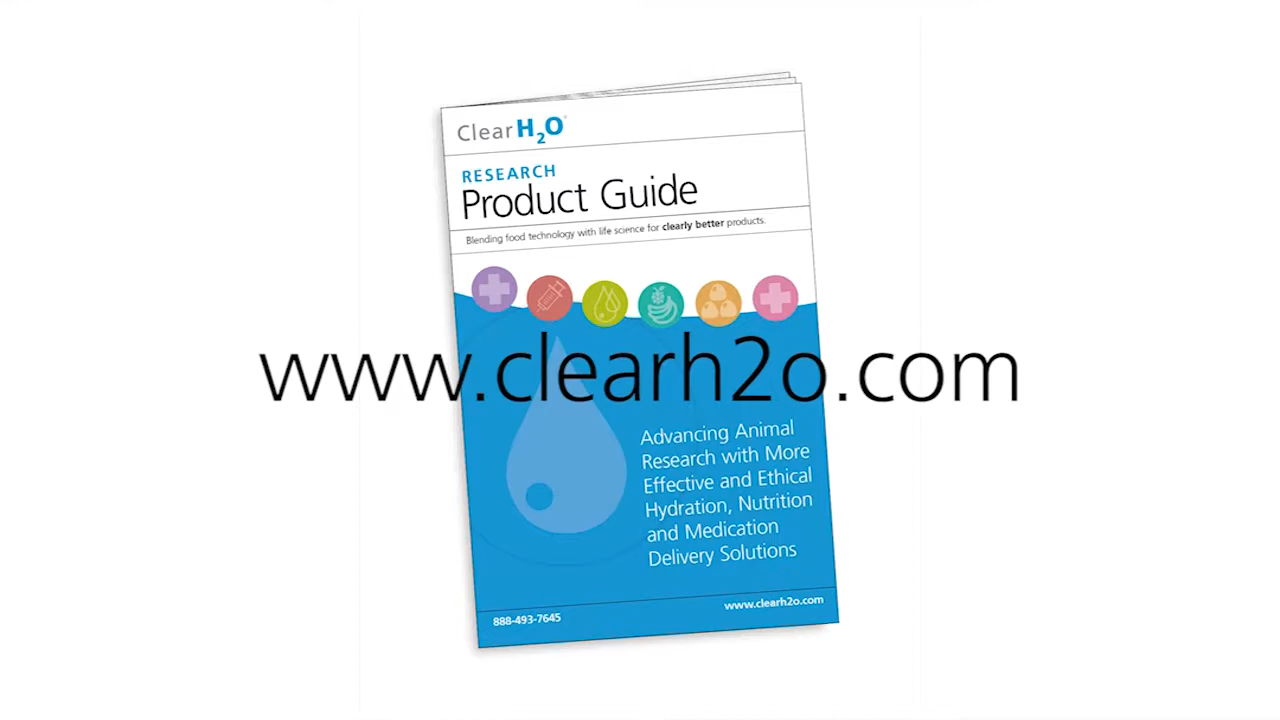 Clear H2O
RESEARCH
Product Guide
Blending food technology with life science for clearly better products.
www.clearh2o.com
Advancing Animal
Research with More
Effective and Ethical
Hydration, Nutrition
and Medication
Delivery Solutions
888-493-7645
www.clearh2o.com